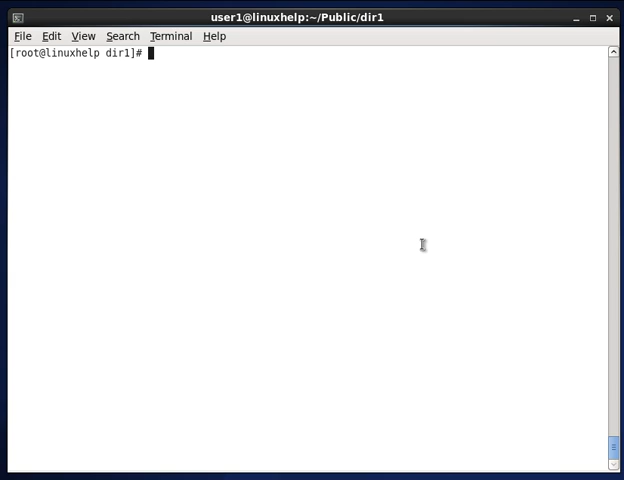 user1@linuxhelp:~/Public/dir1
File Edit View Search Terminal Help
[root@linuxhelp dir1]#